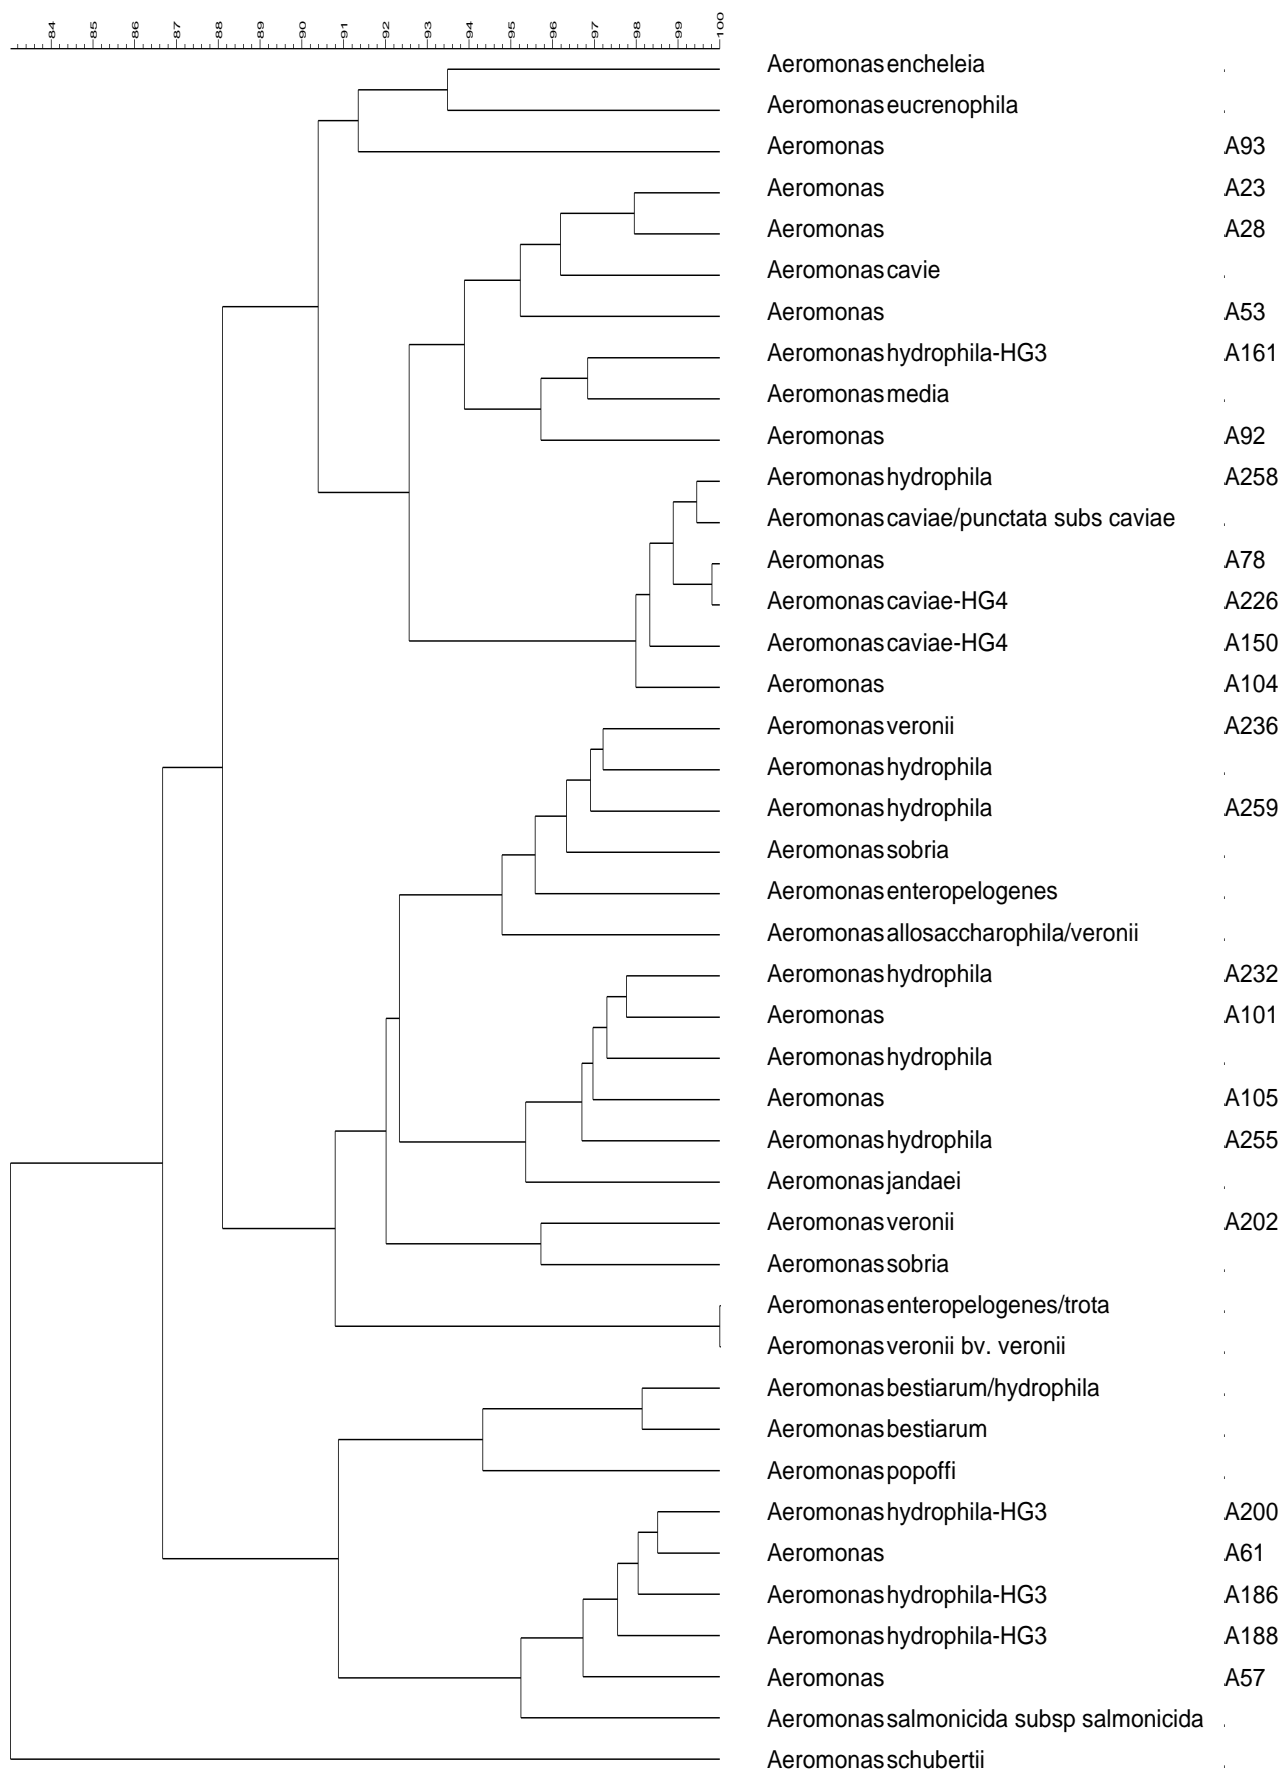 84 85 86 87 88 89 90 91 92 93 94 95 96 97 98 99 100
Aeromonas encheleia .
Aeromonas eucrenophila .
Aeromonas A93
Aeromonas A23
Aeromonas A28
Aeromonas cavie .
Aeromonas A53
Aeromonas hydrophila-HG3 A161
Aeromonas media .
Aeromonas A92
Aeromonas hydrophila A258
Aeromonas caviae/punctata subs caviae .
Aeromonas A78
Aeromonas caviae-HG4 A226
Aeromonas caviae-HG4 A150
Aeromonas A104
Aeromonas veronii A236
Aeromonas hydrophila .
Aeromonas hydrophila A259
Aeromonas sobria .
Aeromonas enteropelogenes .
Aeromonas allosaccharophila/veronii .
Aeromonas hydrophila A232
Aeromonas A101
Aeromonas hydrophila .
Aeromonas A105
Aeromonas hydrophila A255
Aeromonas jandaei .
Aeromonas veronii A202
Aeromonas sobria .
Aeromonas enteropelogenes/trota .
Aeromonas veronii bv. veronii .
Aeromonas bestiarum/hydrophila .
Aeromonas bestiarum .
Aeromonas popoffi .
Aeromonas hydrophila-HG3 A200
Aeromonas A61
Aeromonas hydrophila-HG3 A186
Aeromonas hydrophila-HG3 A188
Aeromonas A57
Aeromonas salmonicida subsp salmonicida .
Aeromonas schubertii .